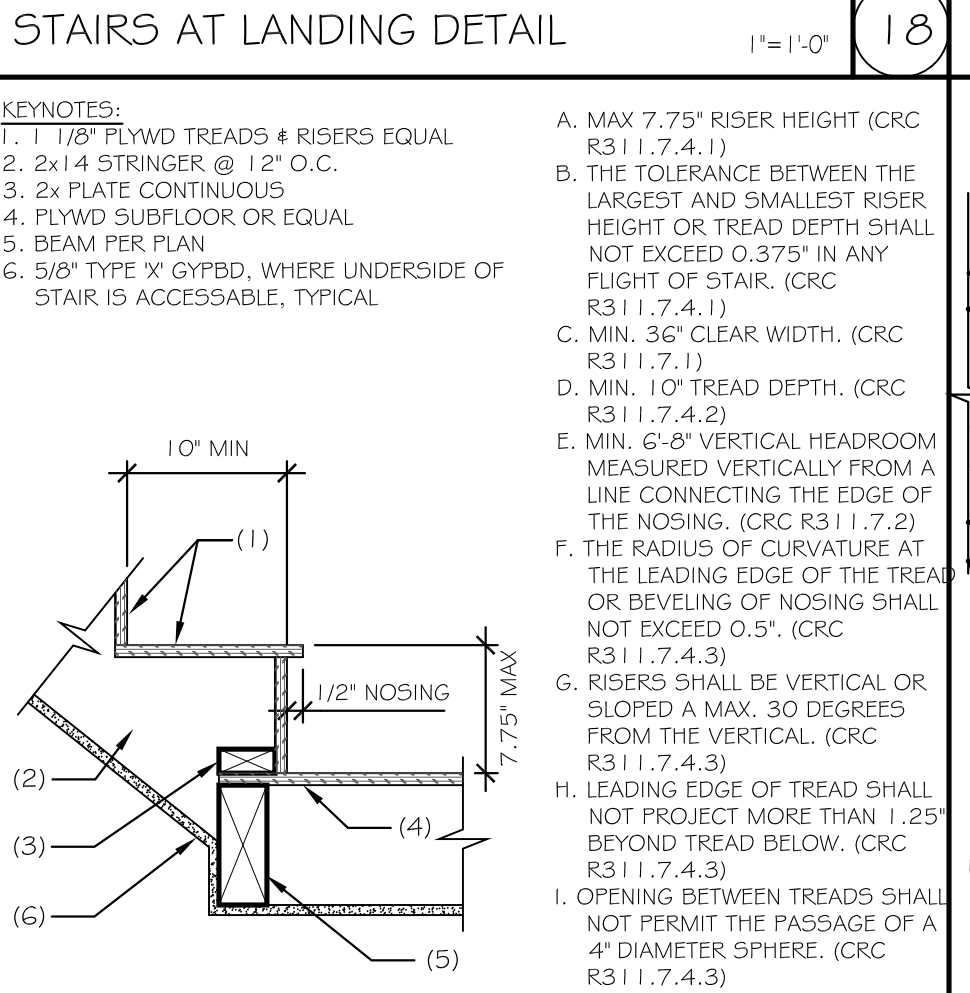 STAIRS AT LANDING DETAIL
1"=1'-0"
18
KEYNOTES:
1. 1 1/8" PLYWD TREADS & RISERS EQUAL
2. 2x14 STRINGER @ 12" O.C.
3. 2x PLATE CONTINUOUS
4. PLYWD SUBFLOOR OR EQUAL
5. BEAM PER PLAN
6. 5/8" TYPE 'X' GYPBD, WHERE UNDERSIDE OF
STAIR IS ACCESSABLE, TYPICAL
10" MIN
(1)
1/2" NOSING
7.75" MAX
(2)
(3)
(4)
(6)
(5)
A. MAX 7.75" RISER HEIGHT (CRC
R311.7.4.1)
B. THE TOLERANCE BETWEEN THE
LARGEST AND SMALLEST RISER
HEIGHT OR TREAD DEPTH SHALL
NOT EXCEED 0.375" IN ANY
FLIGHT OF STAIR. (CRC
R311.7.4.1)
C. MIN. 36" CLEAR WIDTH. (CRC
R311.7.1)
D. MIN. 10" TREAD DEPTH. (CRC
R311.7.4.2)
E. MIN. 6'-8" VERTICAL HEADROOM
MEASURED VERTICALLY FROM A
LINE CONNECTING THE EDGE OF
THE NOSING. (CRC R311.7.2)
F. THE RADIUS OF CURVATURE AT
THE LEADING EDGE OF THE TREAD
OR BEVELING OF NOSING SHALL
NOT EXCEED 0.5". (CRC
R311.7.4.3)
G. RISERS SHALL BE VERTICAL OR
SLOPED A MAX. 30 DEGREES
FROM THE VERTICAL. (CRC
R311.7.4.3)
H. LEADING EDGE OF TREAD SHALL
NOT PROJECT MORE THAN 1.25"
BEYOND TREAD BELOW. (CRC
R311.7.4.3)
I. OPENING BETWEEN TREADS SHALL
NOT PERMIT THE PASSAGE OF A
4" DIAMETER SPHERE. (CRC
R311.7.4.3)